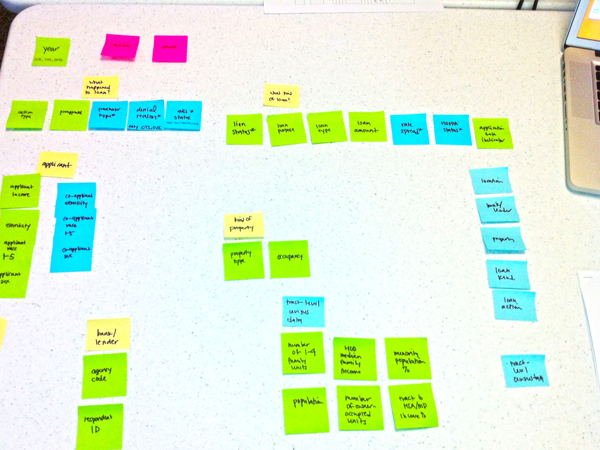 year
what
happened
to loan?
action
type
preapproval
purchaser
type*
denial
reasons*
status
what kind
of loan?
lien
status*
loan
purpose
loan
type
loan
amount
rate
spread*
HOEPA
status*
application
date
indicator
applicant
applicant
income
co-applicant
ethnicity
ethnicity
co-applicant
race
1-5
applicant
race
1-5
co-applicant
sex
applicant
sex
location
bank/
lender
property
loan kind
loan
action
kind of
property
property
type
occupancy
tract-level
census
data
number
of 1-4
family
units
HUD
median
family
income
minority
population
%
population
number
of owner-
occupied
units
tract to
MSA/MD
income %
tract-
level
bank/
lender
agency
code
respondent
ID